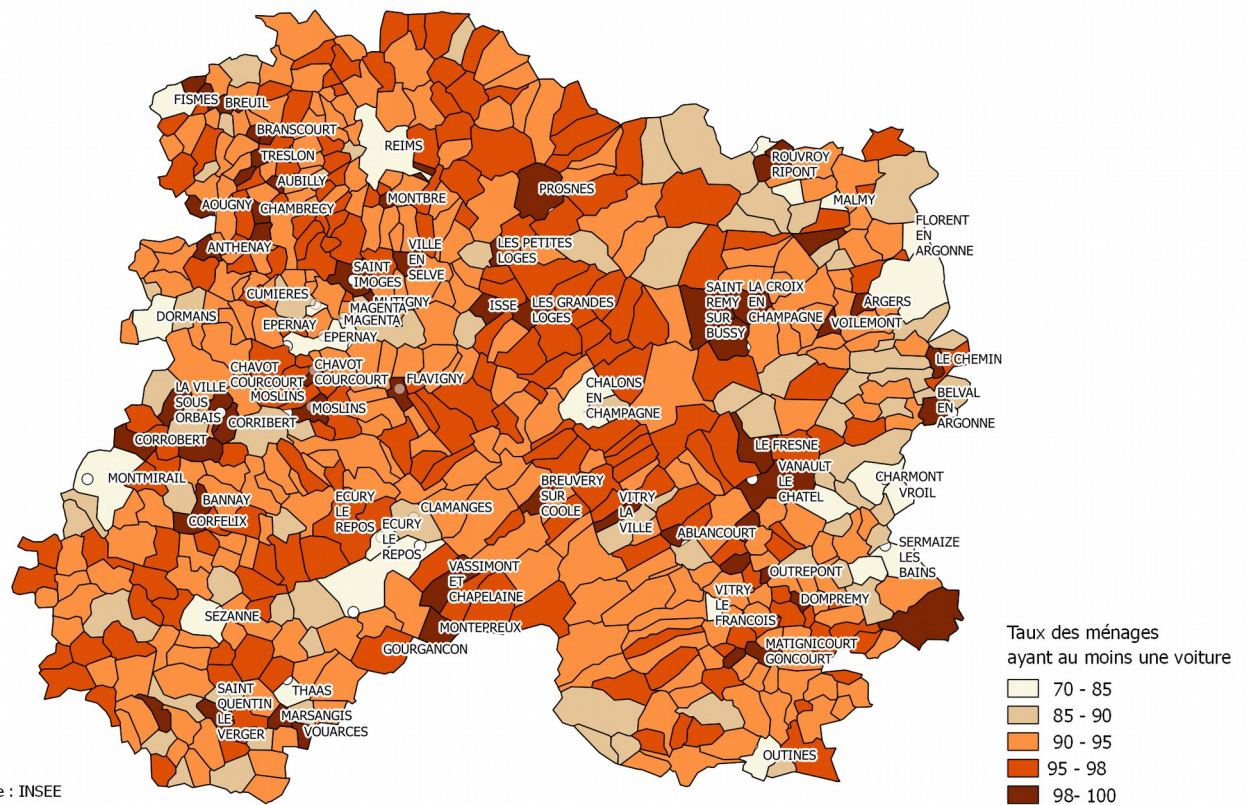 FISMES
BREUIL
BRANSCOURT
REIMS
TRESLON
ROUVROY
RIPONT
AUBILLY
PROSNES
MONTBRE
MALMY
AOUGNY
CHAMBRECY
FLORENT
EN
ARGONNE
ANTHENAY
VILLE
EN
SELVE
LES PETITES
LOGES
SAINT
IMOGES
CUMIERES
MUTIGNY
MAGENTA
MAGENTA
DORMANS
EPERNAY
EPERNAY
ISSE
LES GRANDES
LOGES
SAINT
REMY
SUR
BUSSY
LA CROIX
EN
CHAMPAGNE
ARGERS
VOILEMONT
LE CHEMIN
CHAVOT
COURCOURT
MOSLINS
CHAVOT
COURCOURT
FLAVIGNY
CHALONS
EN
CHAMPAGNE
LA VILLE
SOUS
ORBAIS
MOSLINS
BELVAL
EN
ARGONNE
CORRIBERT
CORROBERT
LE FRESNE
MONTMIRAIL
VANAULT
LE
CHATEL
CHARMONT
VROIL
BANNAY
CORFELIX
ECURY
LE
REPOS
BREUVERY
SUR
COOLE
VITRY
LA
VILLE
CLAMANGES
ECURY
LE
REPOS
ABLANCOURT
SERMAIZE
LES
BAINS
VASSIMONT
ET
CHAPELAINE
OUTREPONT
VITRY
LE
FRANCOIS
DOMPREMY
SEZANNE
MONTEPREUX
GOURGANCON
MATIGNICOURT
GONCOURT
SAINT
QUENTIN
LE
VERGER
THAAS
MARSANGIS
VOUARCES
OUTINES
Taux des ménages
ayant au moins une voiture
70 - 85
85 - 90
90 - 95
95 - 98
98- 100
e : INSEE